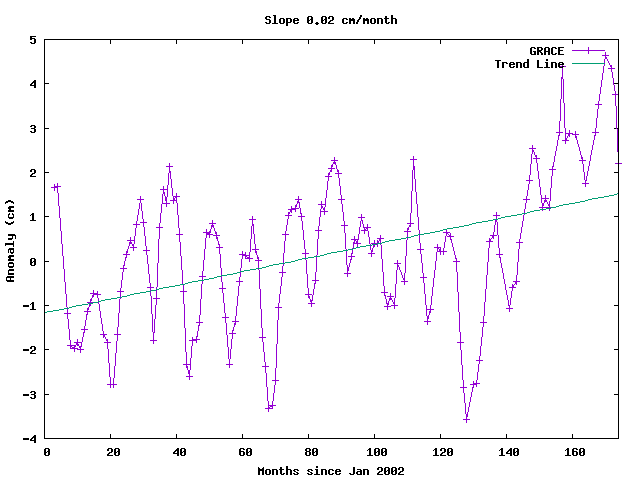 Slope 0.02 cm/month
GRACE
Trend Line
5
4
3
2
1
0
-1
-2
-3
-4
Anomaly (cm)
0 20 40 60 80 100 120 140 160
Months since Jan 2002